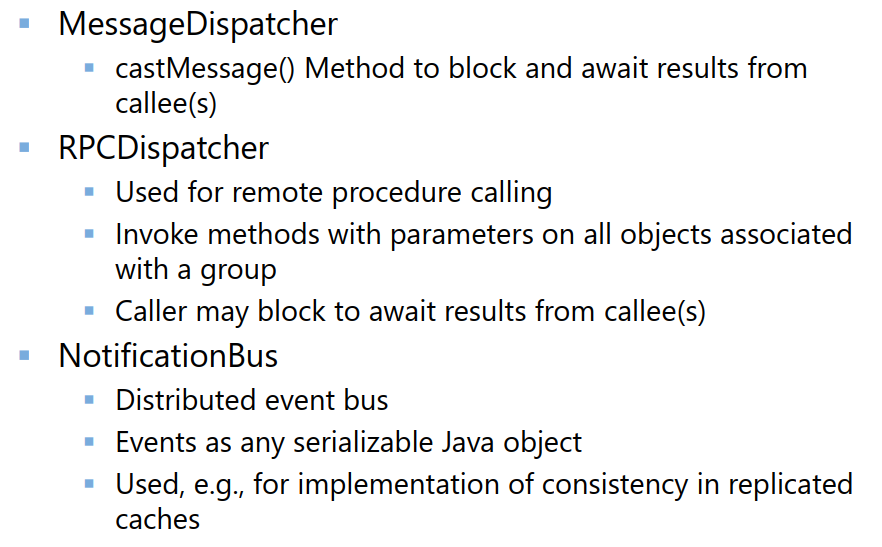 MessageDispatcher
castMessage() Method to block and await results from
callee(s)
RPCDispatcher
Used for remote procedure calling
Invoke methods with parameters on all objects associated
with a group
Caller may block to await results from callee(s)
NotificationBus
Distributed event bus
Events as any serializable Java object
Used, e.g., for implementation of consistency in replicated
caches